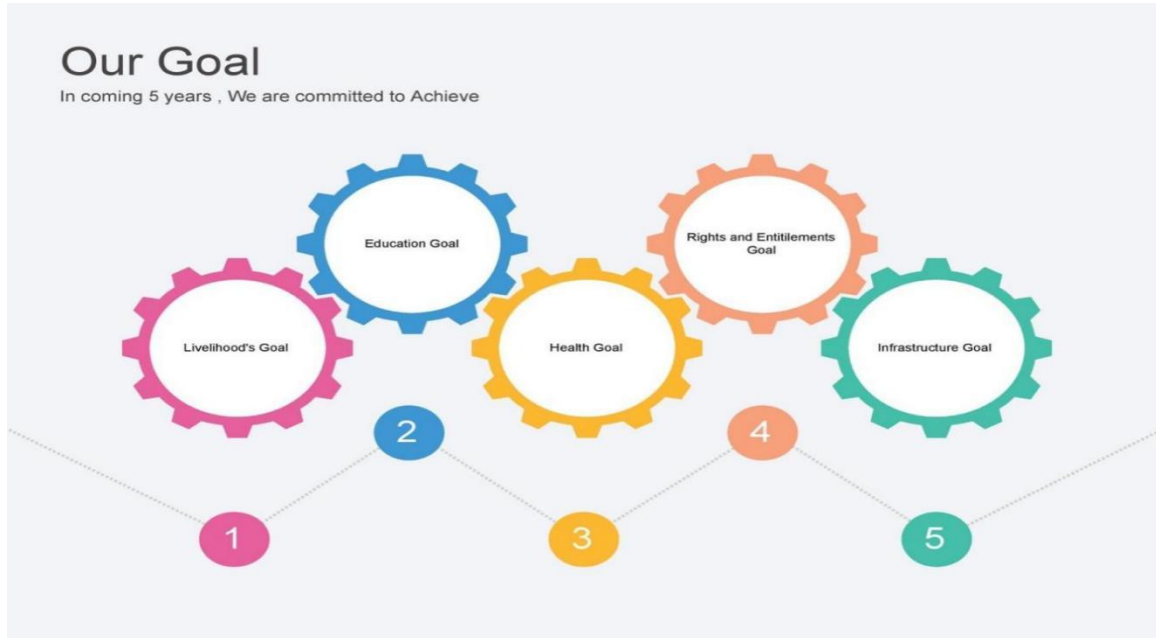 Our Goal
In coming 5 years , We are committed to Achieve
Livelihood's Goal
Education Goal
Health Goal
Rights and Entitilements
Goal
Infrastructure Goal
1
2
3
4
5